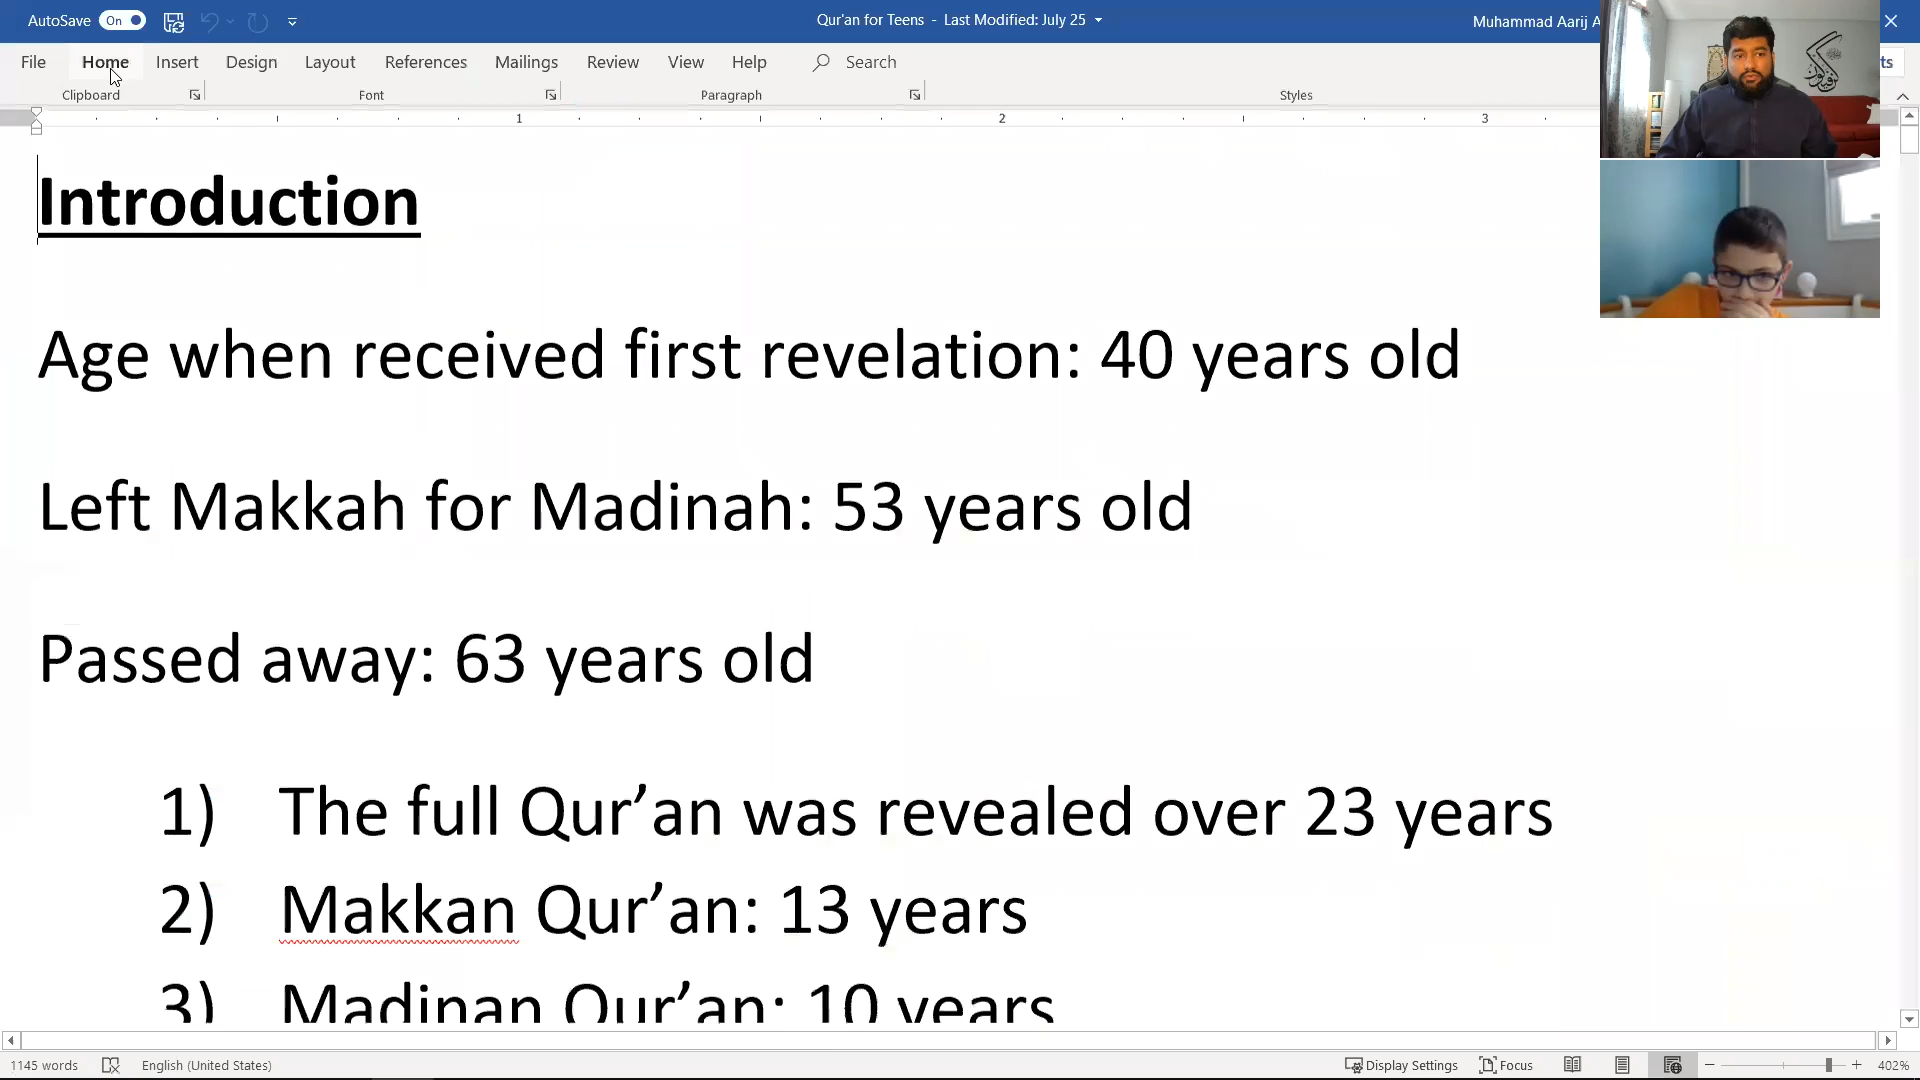 AutoSave On Qur'an for Teens - Last Modified: July 25 Muhammad Aarij A
File Home Insert Design Layout References Mailings Review View Help Search ts
Clipboard Font Paragraph Styles
1 2 3
Introduction
Age when received first revelation: 40 years old
Left Makkah for Madinah: 53 years old
Passed away: 63 years old
1) The full Qur’an was revealed over 23 years
2) Makkan Qur’an: 13 years
3) Madinan Qur’an: 10 years
1145 words English (United States) Display Settings Focus 402%